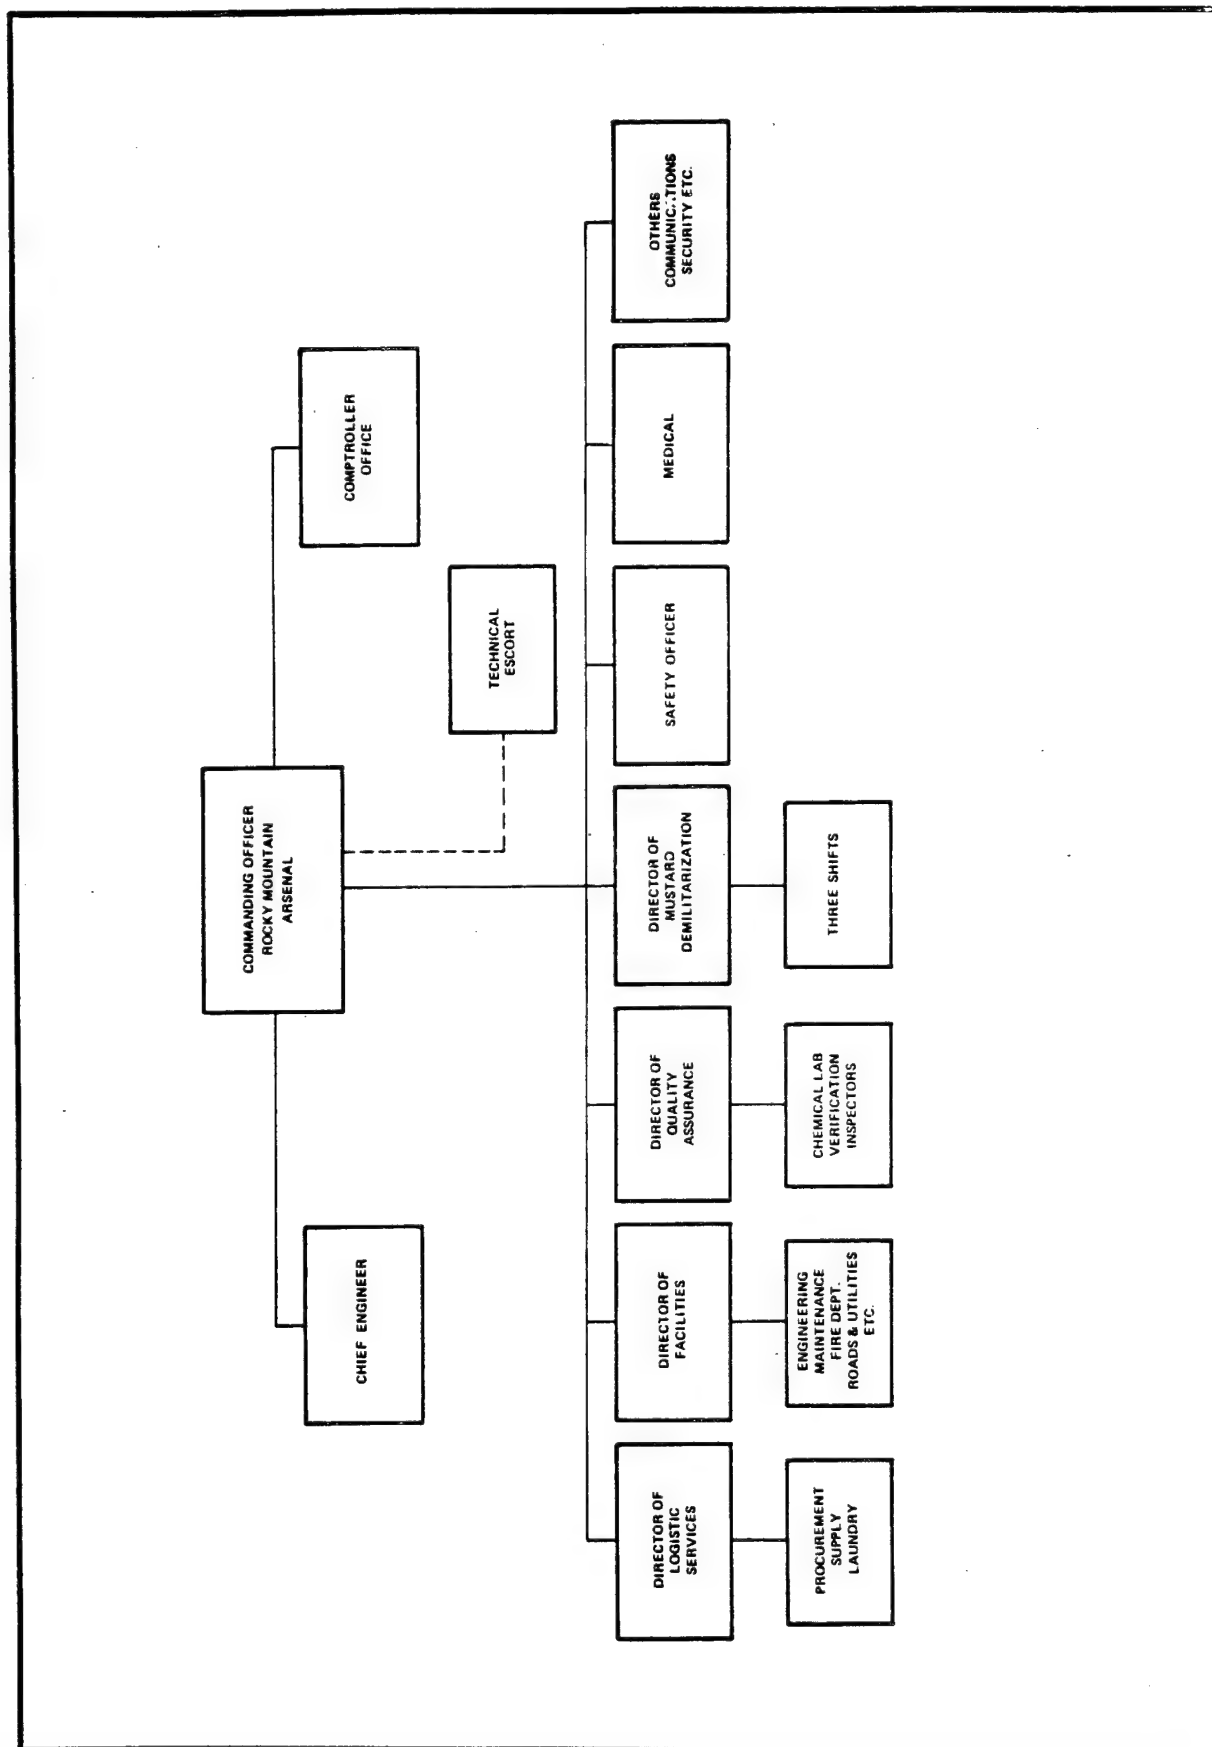 COMMANDING OFFICER
ROCKY MOUNTAIN
ARSENAL
CHIEF ENGINEER
COMPTROLLER
OFFICE
TECHNICAL
ESCORT
DIRECTOR OF
LOGISTIC
SERVICES
DIRECTOR OF
FACILITIES
DIRECTOR OF
QUALITY
ASSURANCE
DIRECTOR OF
MUSTARD
DEMILITARIZATION
SAFETY OFFICER
MEDICAL
OTHERS
COMMUNICATIONS
SECURITY ETC.
PROCUREMENT
SUPPLY
LAUNDRY
ENGINEERING
MAINTENANCE
FIRE DEPT.
ROADS & UTILITIES
ETC.
CHEMICAL LAB
VERIFICATION
INSPECTORS
THREE SHIFTS